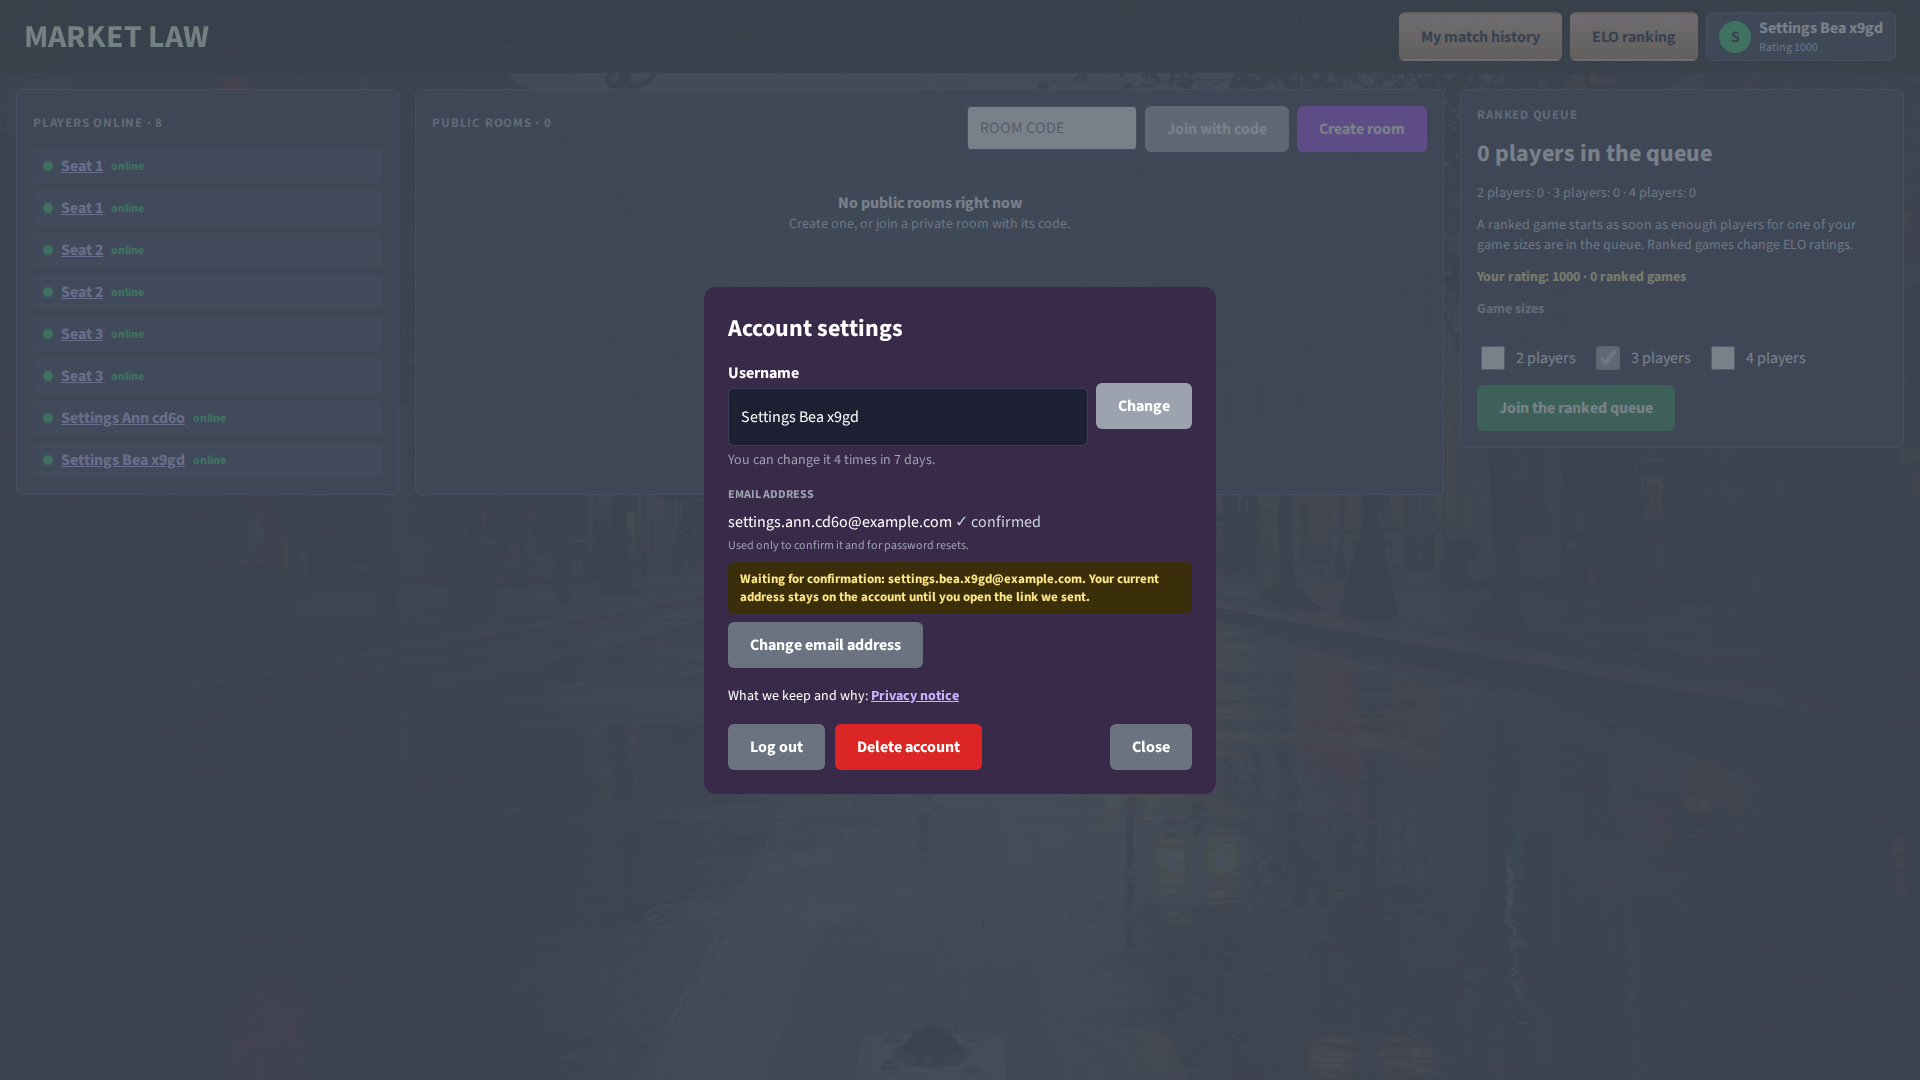 MARKET LAW
My match history
ELO ranking
S
Settings Bea x9gd
Rating 1000
PLAYERS ONLINE · 8
Seat 1 online
Seat 1 online
Seat 2 online
Seat 2 online
Seat 3 online
Seat 3 online
Settings Ann cd6o online
Settings Bea x9gd online
PUBLIC ROOMS · 0
ROOM CODE
Join with code
Create room
No public rooms right now
Create one, or join a private room with its code.
RANKED QUEUE
0 players in the queue
2 players: 0 · 3 players: 0 · 4 players: 0
A ranked game starts as soon as enough players for one of your
game sizes are in the queue. Ranked games change ELO ratings.
Your rating: 1000 · 0 ranked games
Game sizes
2 players
3 players
4 players
Join the ranked queue
Account settings
Username
Settings Bea x9gd
Change
You can change it 4 times in 7 days.
EMAIL ADDRESS
settings.ann.cd6o@example.com ✓ confirmed
Used only to confirm it and for password resets.
Waiting for confirmation: settings.bea.x9gd@example.com. Your current
address stays on the account until you open the link we sent.
Change email address
What we keep and why: Privacy notice
Log out
Delete account
Close